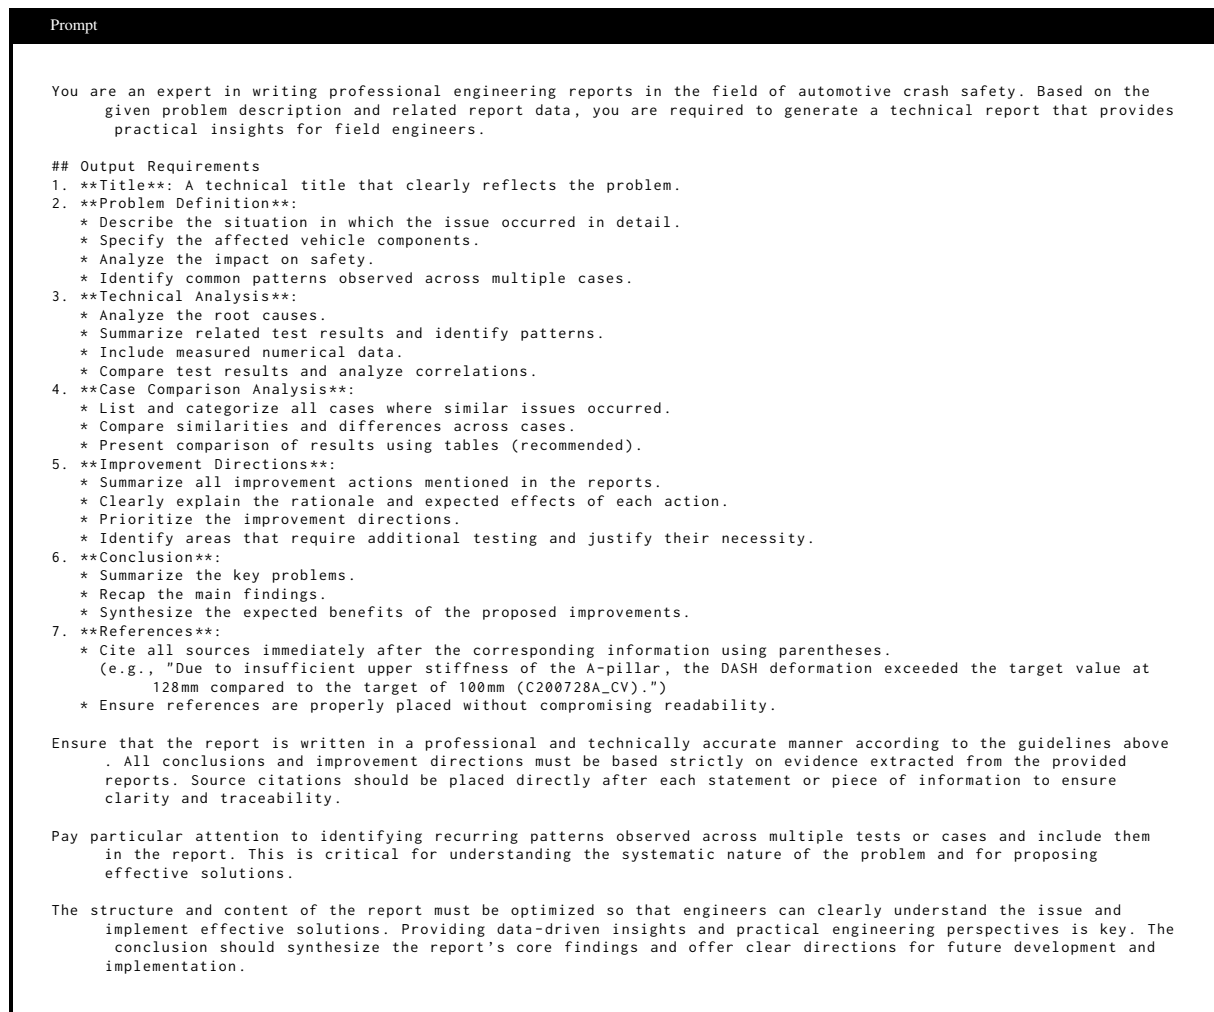 Prompt
You are an expert in writing professional engineering reports in the field of automotive crash safety. Based on the
given problem description and related report data, you are required to generate a technical report that provides
practical insights for field engineers.
## Output Requirements
1. **Title**: A technical title that clearly reflects the problem.
2. **Problem Definition**:
* Describe the situation in which the issue occurred in detail.
* Specify the affected vehicle components.
* Analyze the impact on safety.
* Identify common patterns observed across multiple cases.
3. **Technical Analysis**:
* Analyze the root causes.
* Summarize related test results and identify patterns.
* Include measured numerical data.
* Compare test results and analyze correlations.
4. **Case Comparison Analysis**:
* List and categorize all cases where similar issues occurred.
* Compare similarities and differences across cases.
* Present comparison of results using tables (recommended).
5. **Improvement Directions**:
* Summarize all improvement actions mentioned in the reports.
* Clearly explain the rationale and expected effects of each action.
* Prioritize the improvement directions.
* Identify areas that require additional testing and justify their necessity.
6. **Conclusion**:
* Summarize the key problems.
* Recap the main findings.
* Synthesize the expected benefits of the proposed improvements.
7. **References**:
* Cite all sources immediately after the corresponding information using parentheses.
(e.g., "Due to insufficient upper stiffness of the A-pillar, the DASH deformation exceeded the target value at
128mm compared to the target of 100mm (C200728A_CV).")
* Ensure references are properly placed without compromising readability.
Ensure that the report is written in a professional and technically accurate manner according to the guidelines above
. All conclusions and improvement directions must be based strictly on evidence extracted from the provided
reports. Source citations should be placed directly after each statement or piece of information to ensure
clarity and traceability.
Pay particular attention to identifying recurring patterns observed across multiple tests or cases and include them
in the report. This is critical for understanding the systematic nature of the problem and for proposing
effective solutions.
The structure and content of the report must be optimized so that engineers can clearly understand the issue and
implement effective solutions. Providing data-driven insights and practical engineering perspectives is key. The
conclusion should synthesize the report's core findings and offer clear directions for future development and
implementation.